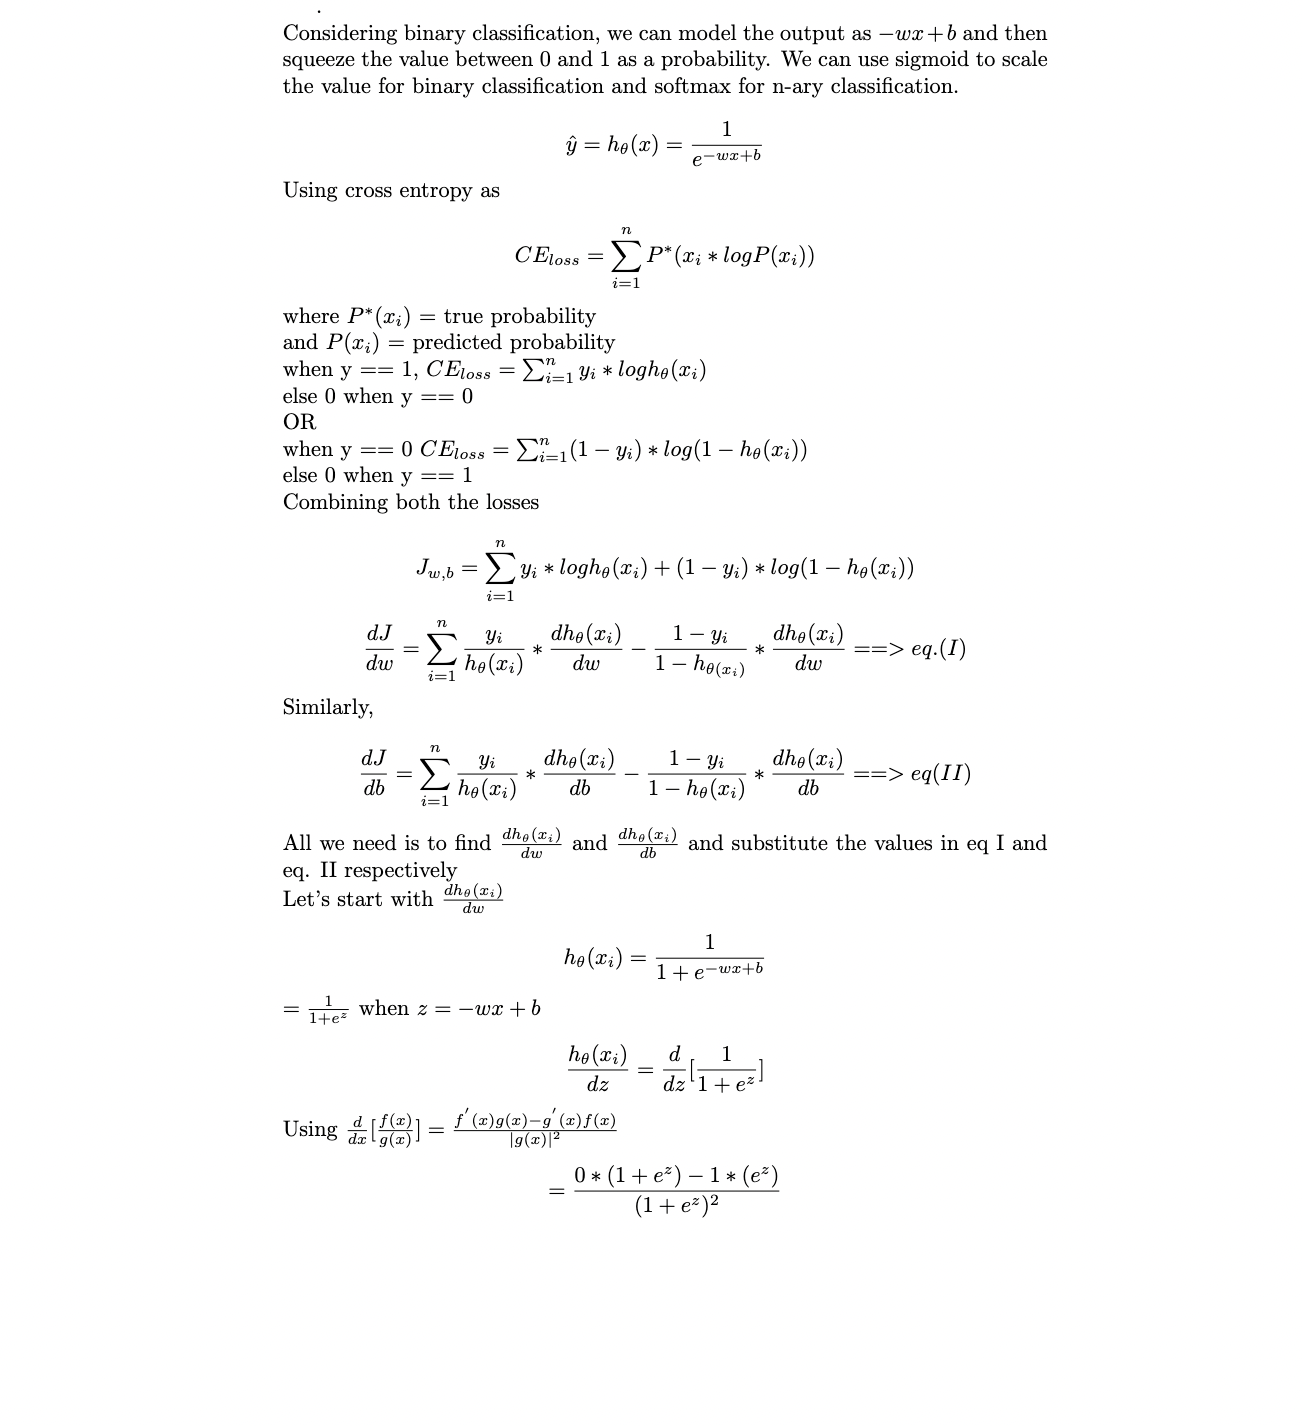 Considering binary classification, we can model the output as −wx+b and then
squeeze the value between 0 and 1 as a probability. We can use sigmoid to scale
the value for binary classification and softmax for n-ary classification.
$\hat{y} = h_\theta(x) = \frac{1}{e^{-wx+b}}$
Using cross entropy as
$CE_{loss} = \sum_{i=1}^{n} P^*(x_i * logP(x_i))$
where $P^*(x_i)$ = true probability
and $P(x_i)$ = predicted probability
when y == 1, $CE_{loss} = \sum_{i=1}^{n} y_i * logh_\theta(x_i)$
else 0 when y == 0
OR
when y == 0 $CE_{loss} = \sum_{i=1}^{n} (1 - y_i) * log(1 - h_\theta(x_i))$
else 0 when y == 1
Combining both the losses
$J_{w,b} = \sum_{i=1}^{n} y_i * logh_\theta(x_i) + (1 - y_i) * log(1 - h_\theta(x_i))$
$\frac{dJ}{dw} = \sum_{i=1}^{n} \frac{y_i}{h_\theta(x_i)} * \frac{dh_\theta(x_i)}{dw} - \frac{1 - y_i}{1 - h_{\theta(x_i)}} * \frac{dh_\theta(x_i)}{dw} ==> eq.(I)$
Similarly,
$\frac{dJ}{db} = \sum_{i=1}^{n} \frac{y_i}{h_\theta(x_i)} * \frac{dh_\theta(x_i)}{db} - \frac{1 - y_i}{1 - h_\theta(x_i)} * \frac{dh_\theta(x_i)}{db} ==> eq(II)$
All we need is to find $\frac{dh_\theta(x_i)}{dw}$ and $\frac{dh_\theta(x_i)}{db}$ and substitute the values in eq I and
eq. II respectively
Let's start with $\frac{dh_\theta(x_i)}{dw}$
$h_\theta(x_i) = \frac{1}{1 + e^{-wx+b}}$
$= \frac{1}{1+e^z}$ when $z = -wx + b$
$\frac{h_\theta(x_i)}{dz} = \frac{d}{dz}[\frac{1}{1 + e^z}]$
Using $\frac{d}{dx}[\frac{f(x)}{g(x)}] = \frac{f'(x)g(x)-g'(x)f(x)}{|g(x)|^2}$
$= \frac{0 * (1 + e^z) - 1 * (e^z)}{(1 + e^z)^2}$